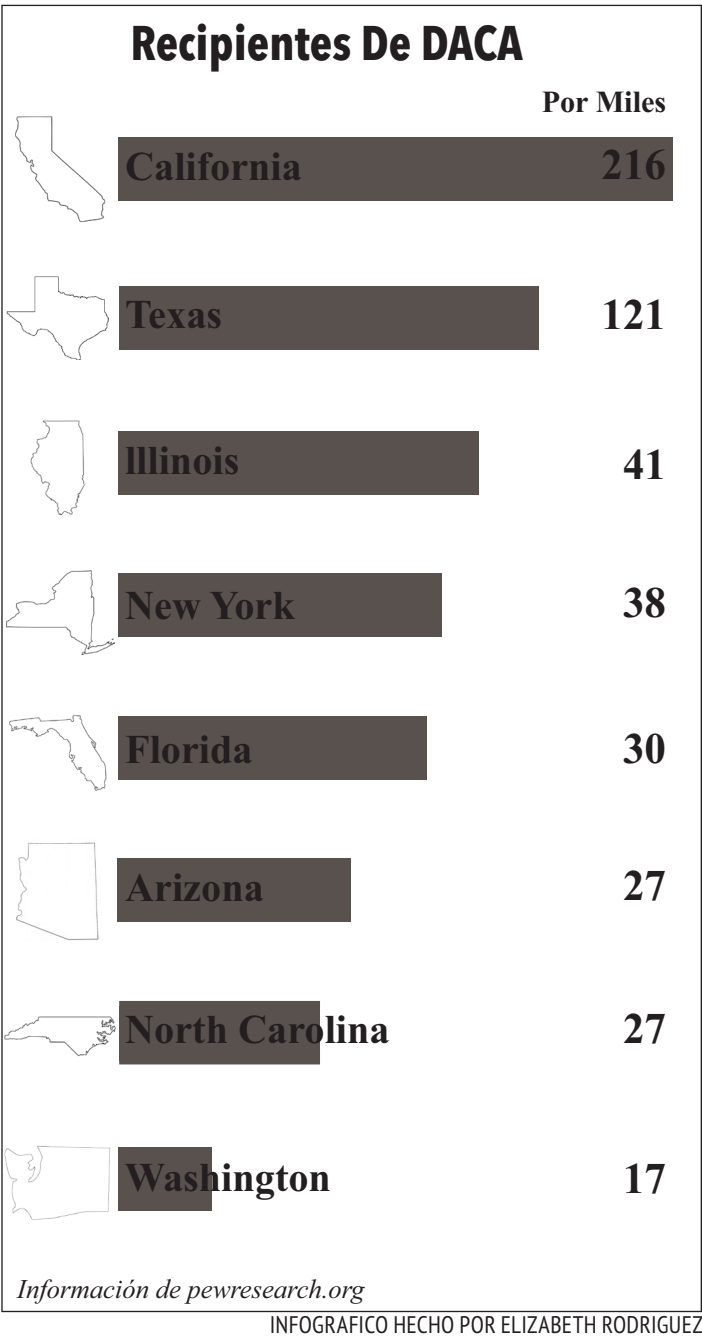 Recipientes De DACA
Por Miles
California 216
Texas 121
lllinois 41
New York 38
Florida 30
Arizona 27
North Carolina 27
Washington 17
Información de pewresearch.org
INFOGRAFICO HECHO POR ELIZABETH RODRIGUEZ